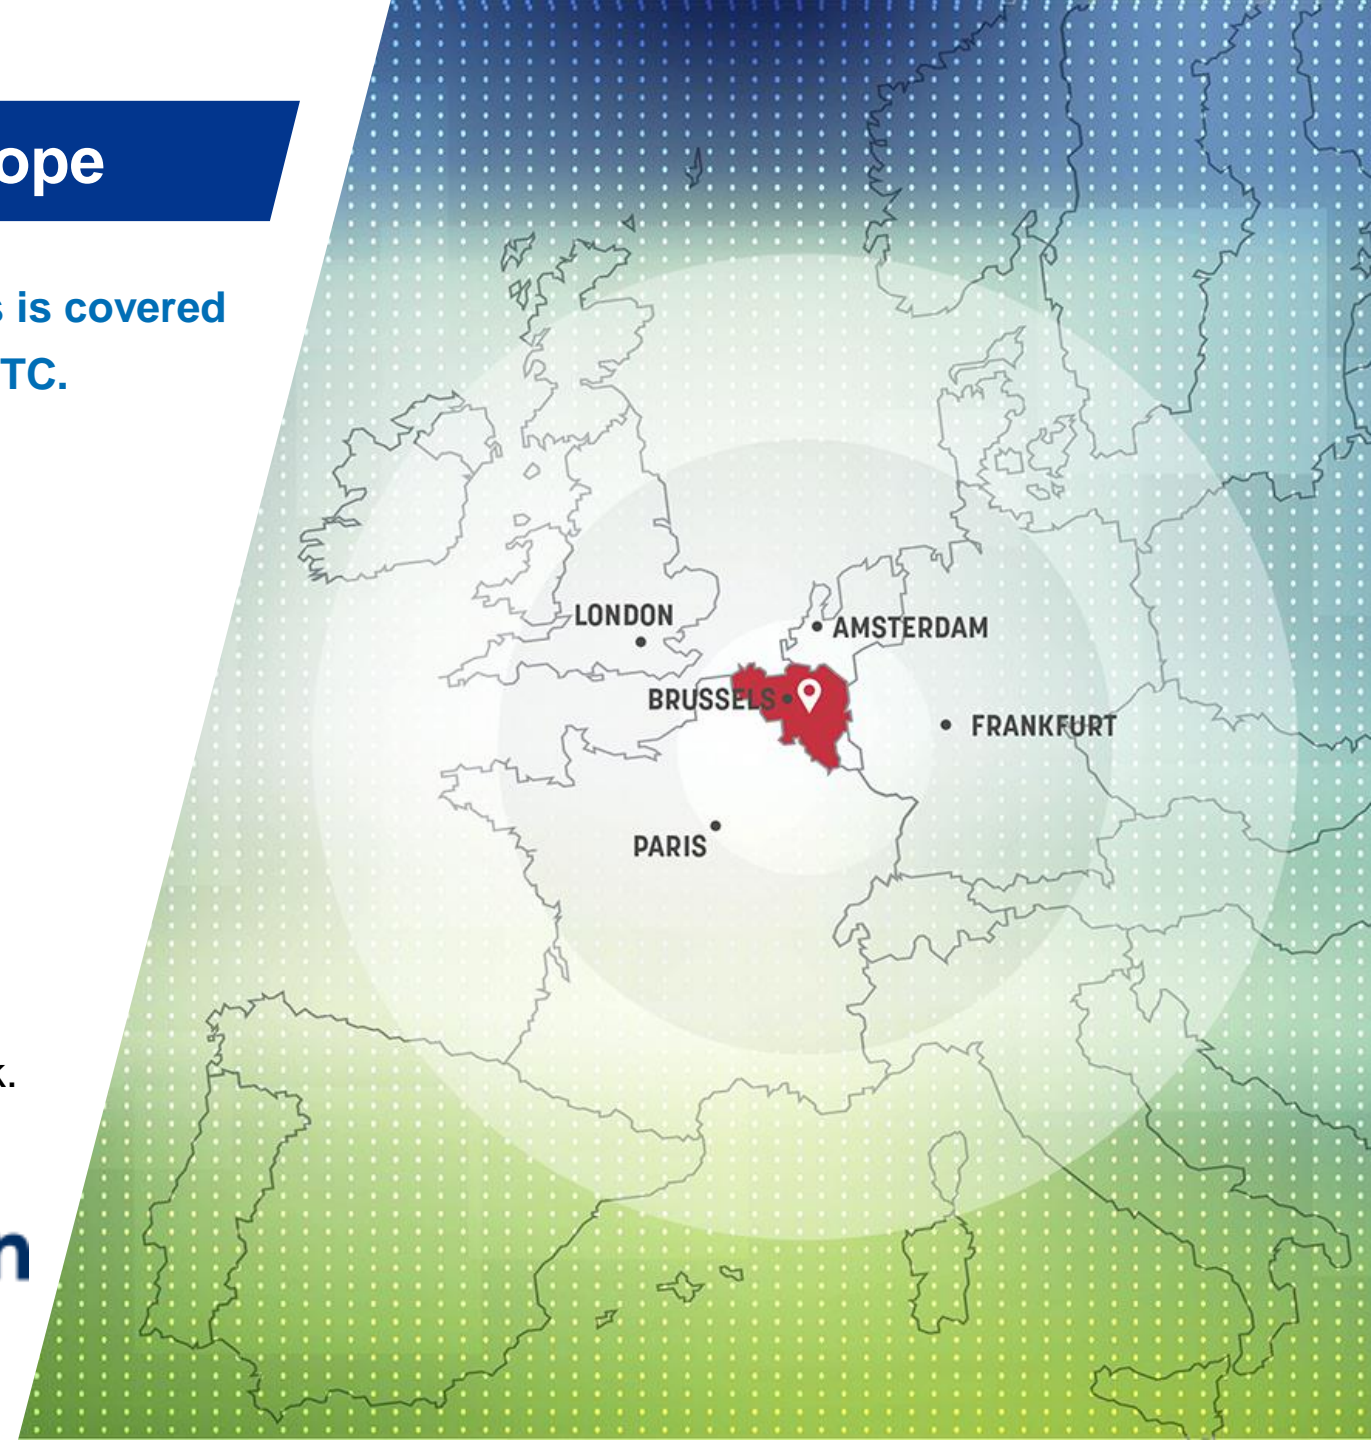 ope
s is covered
TC.
LONDON
AMSTERDAM
BRUSSELS
FRANKFURT
PARIS
k.
n